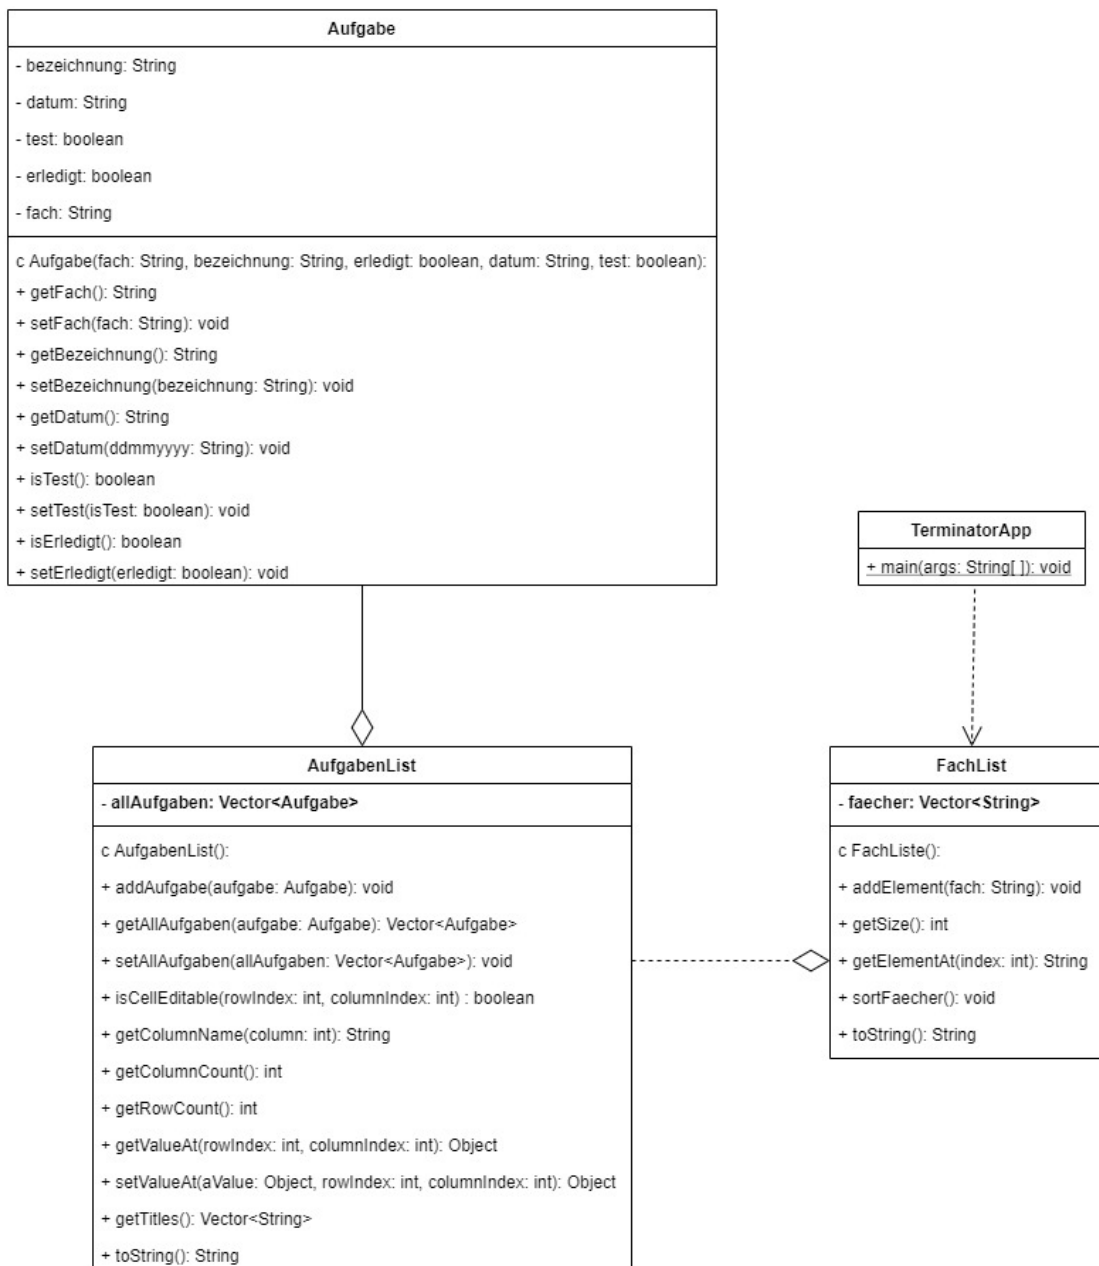 Aufgabe
- bezeichnung: String
- datum: String
- test: boolean
- erledigt: boolean
- fach: String
c Aufgabe(fach: String, bezeichnung: String, erledigt: boolean, datum: String, test: boolean):
+ getFach(): String
+ setFach(fach: String): void
+ getBezeichnung(): String
+ setBezeichnung(bezeichnung: String): void
+ getDatum(): String
+ setDatum(ddmmyyyy: String): void
+ isTest(): boolean
+ setTest(isTest: boolean): void
+ isErledigt(): boolean
+ setErledigt(erledigt: boolean): void
TerminatorApp
+ main(args: String[ ]): void
AufgabenList
- allAufgaben: Vector<Aufgabe>
c AufgabenList():
+ addAufgabe(aufgabe: Aufgabe): void
+ getAllAufgaben(aufgabe: Aufgabe): Vector<Aufgabe>
+ setAllAufgaben(allAufgaben: Vector<Aufgabe>): void
+ isCellEditable(rowIndex: int, columnIndex: int) : boolean
+ getColumnName(column: int): String
+ getColumnCount(): int
+ getRowCount(): int
+ getValueAt(rowIndex: int, columnIndex: int): Object
+ setValueAt(aValue: Object, rowIndex: int, columnIndex: int): Object
+ getTitles(): Vector<String>
+ toString(): String
FachList
- faecher: Vector<String>
c FachListe():
+ addElement(fach: String): void
+ getSize(): int
+ getElementAt(index: int): String
+ sortFaecher(): void
+ toString(): String